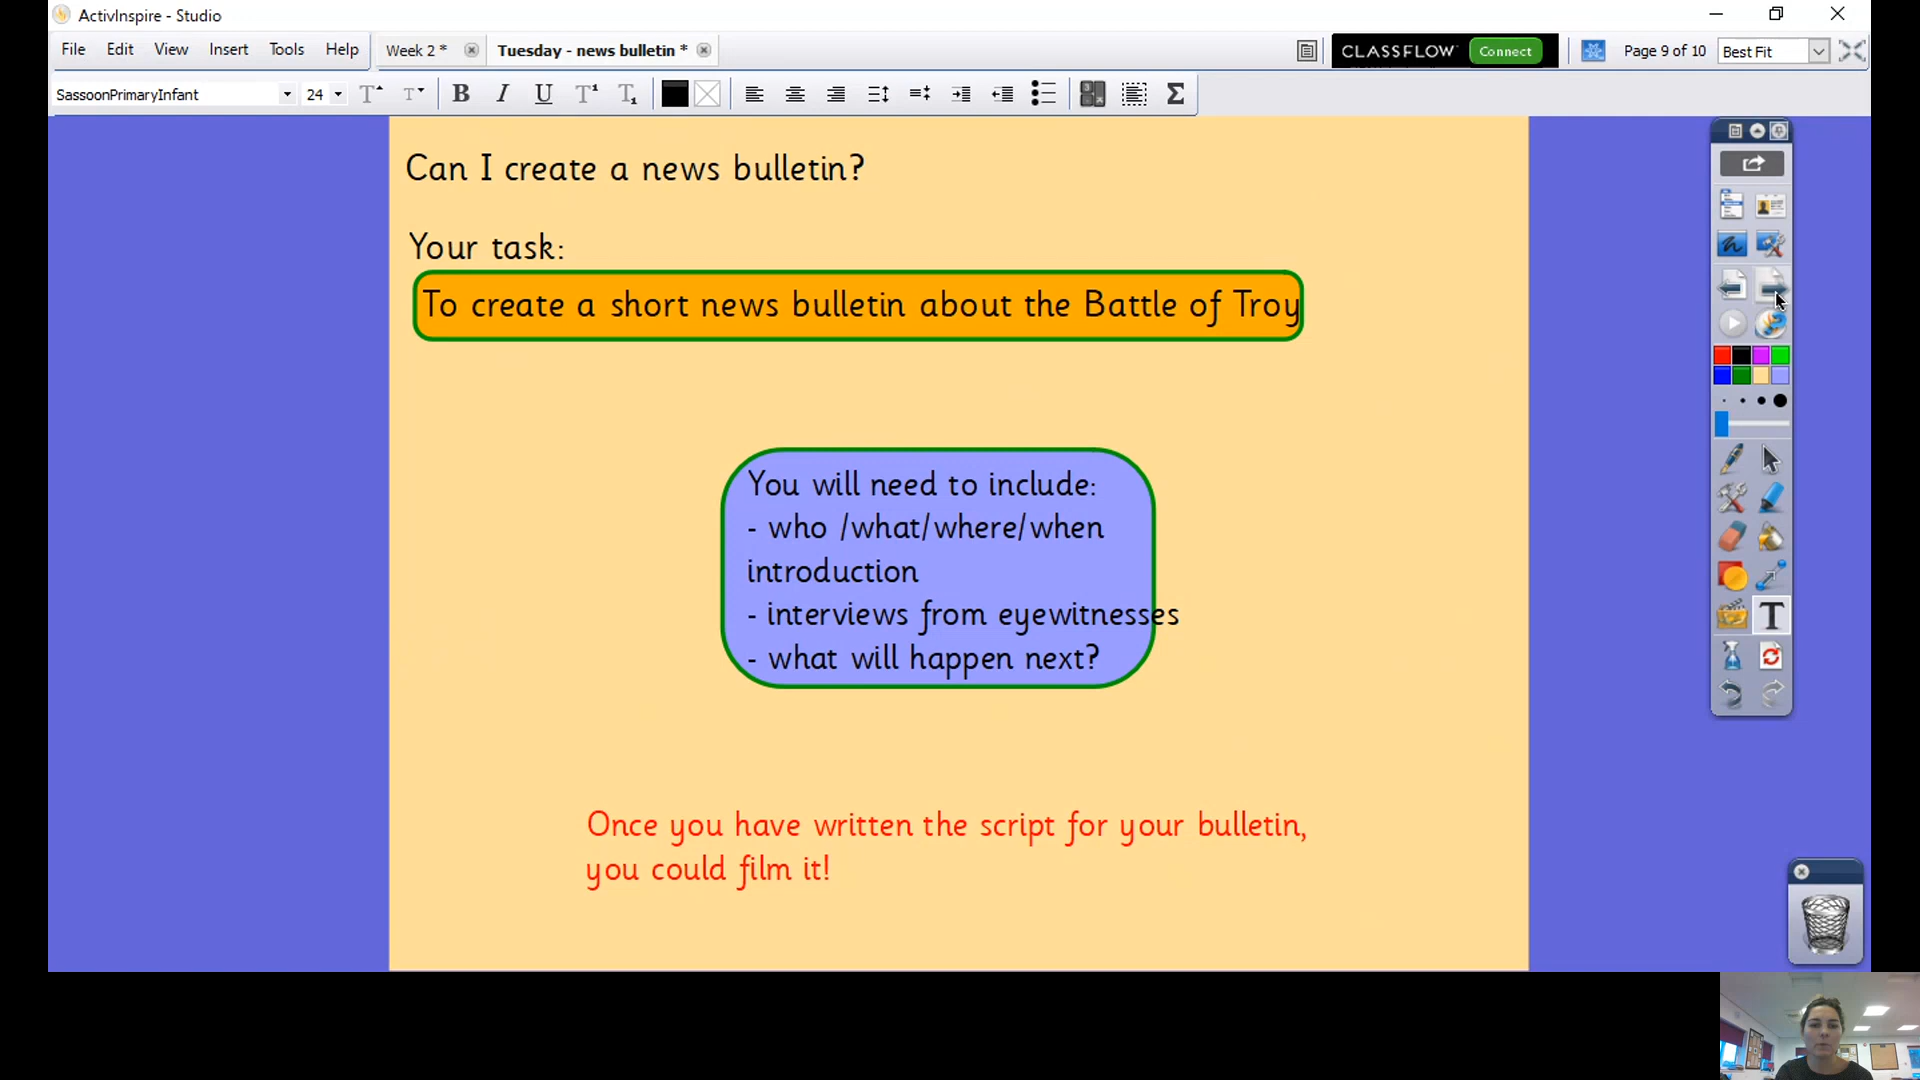 ActivInspire - Studio
File Edit View Insert Tools Help
Week 2 * Tuesday - news bulletin *
CLASSFLOW Connect
Page 9 of 10 Best Fit
SassoonPrimaryInfant 24
Can I create a news bulletin?
Your task:
To create a short news bulletin about the Battle of Troy
You will need to include:
- who /what/where/when
introduction
- interviews from eyewitnesses
- what will happen next?
Once you have written the script for your bulletin,
you could film it!